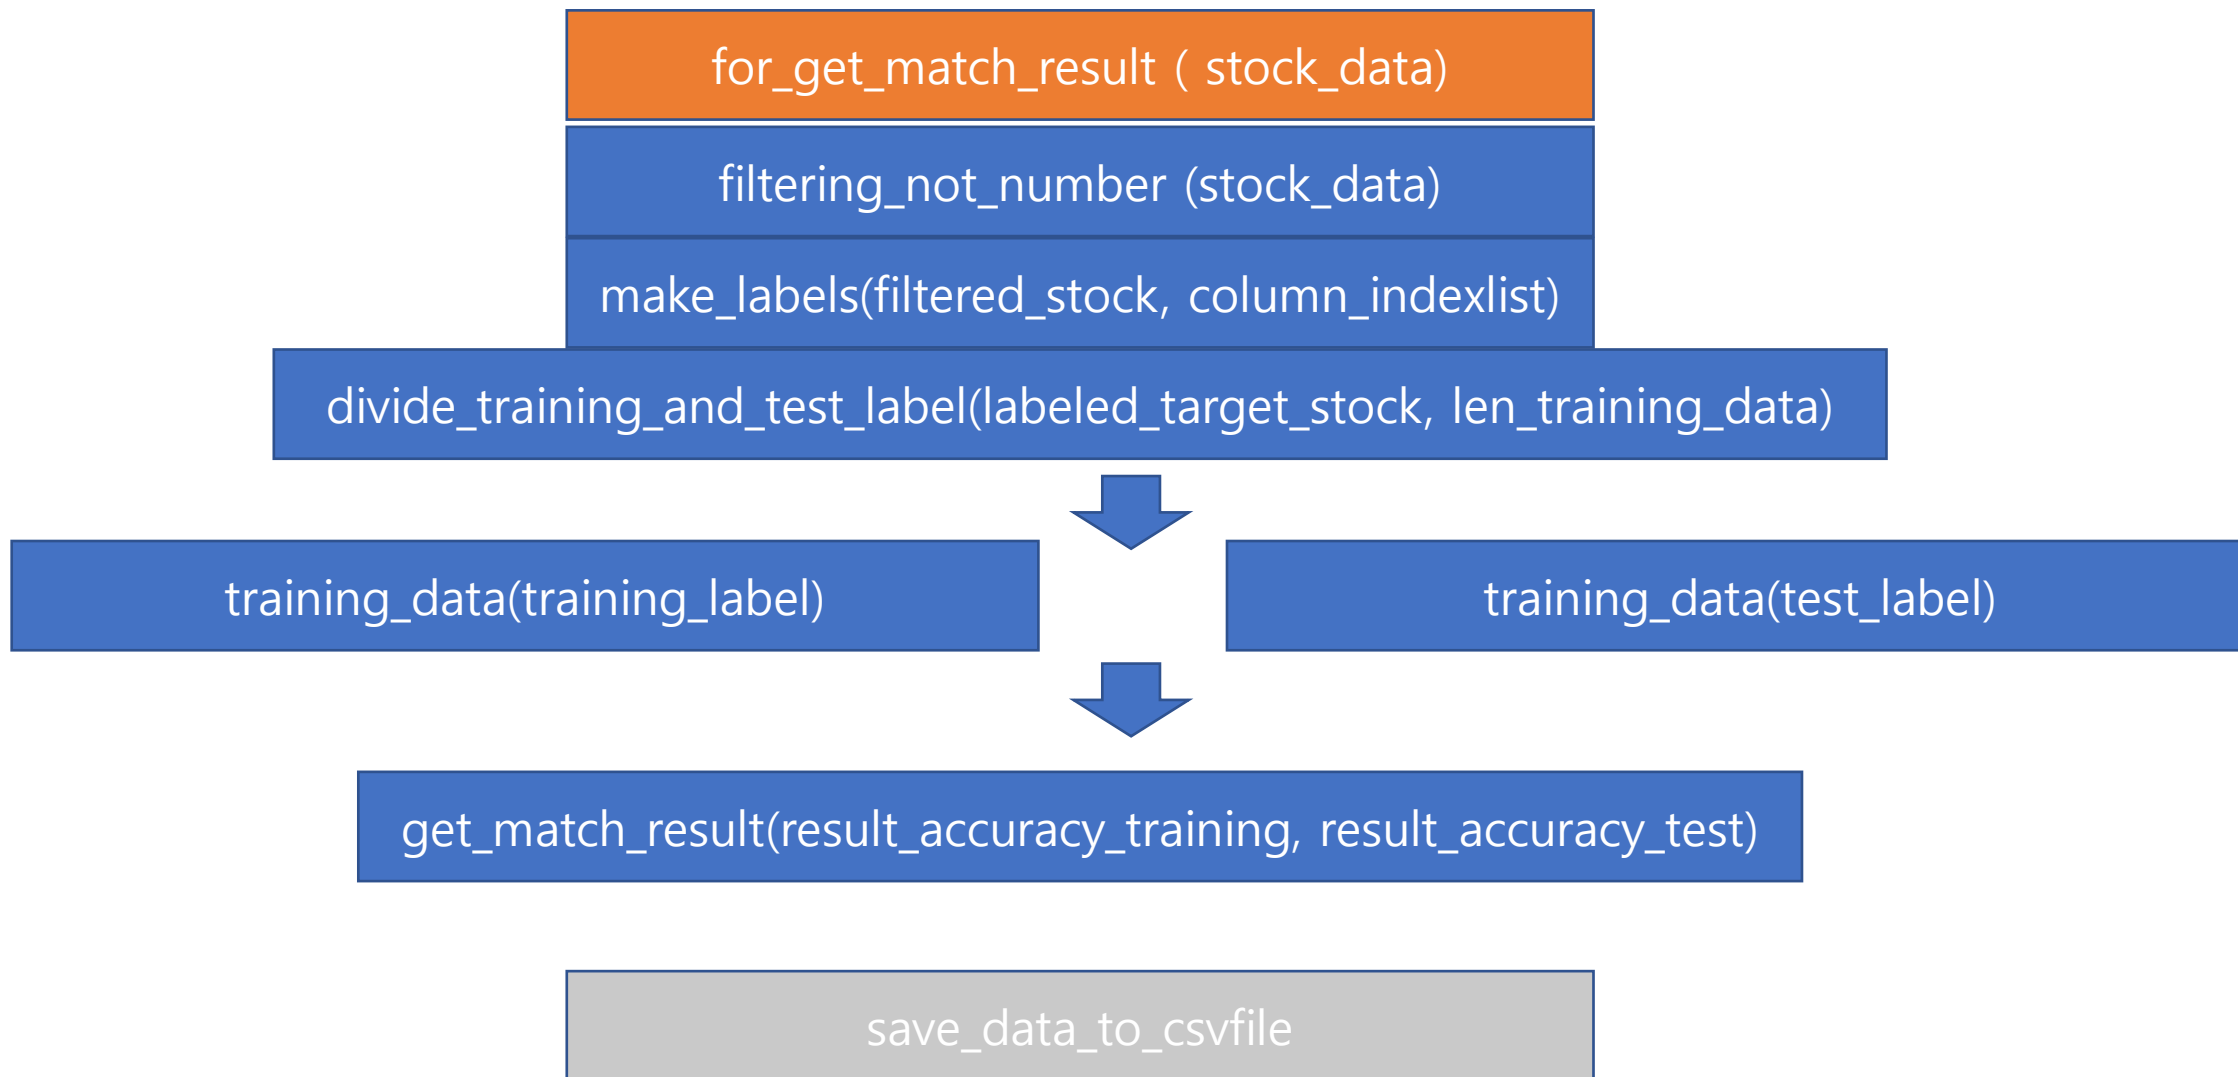 for_get_match_result ( stock_data)
filtering_not_number (stock_data)
make_labels(filtered_stock, column_indexlist)
divide_training_and_test_label(labeled_target_stock, len_training_data)
training_data(training_label)
training_data(test_label)
get_match_result(result_accuracy_training, result_accuracy_test)
save_data_to_csvfile